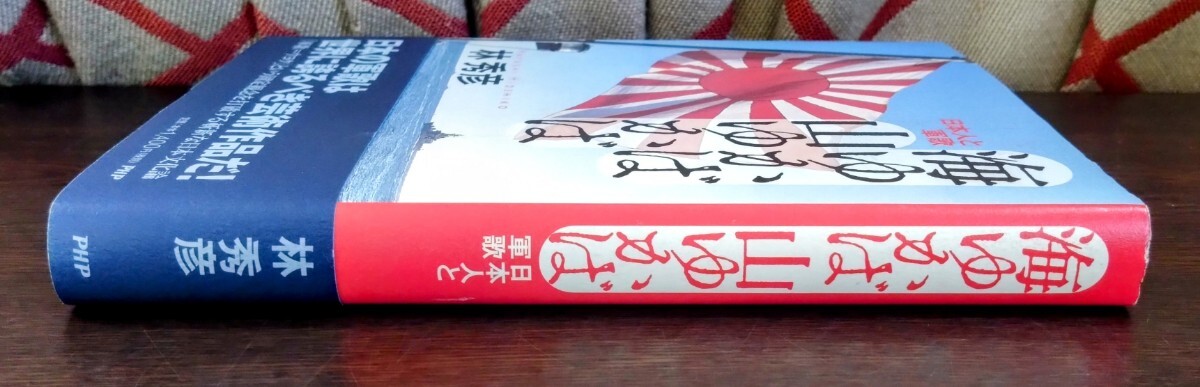 日本人と
軍歌
海ゆかば
山ゆかば
林秀彦
日本の軍歌は
世界に誇るべき芸術作品だ!
PHP
海ゆかば山ゆかば
日本人と
軍歌
林秀彦
PHP